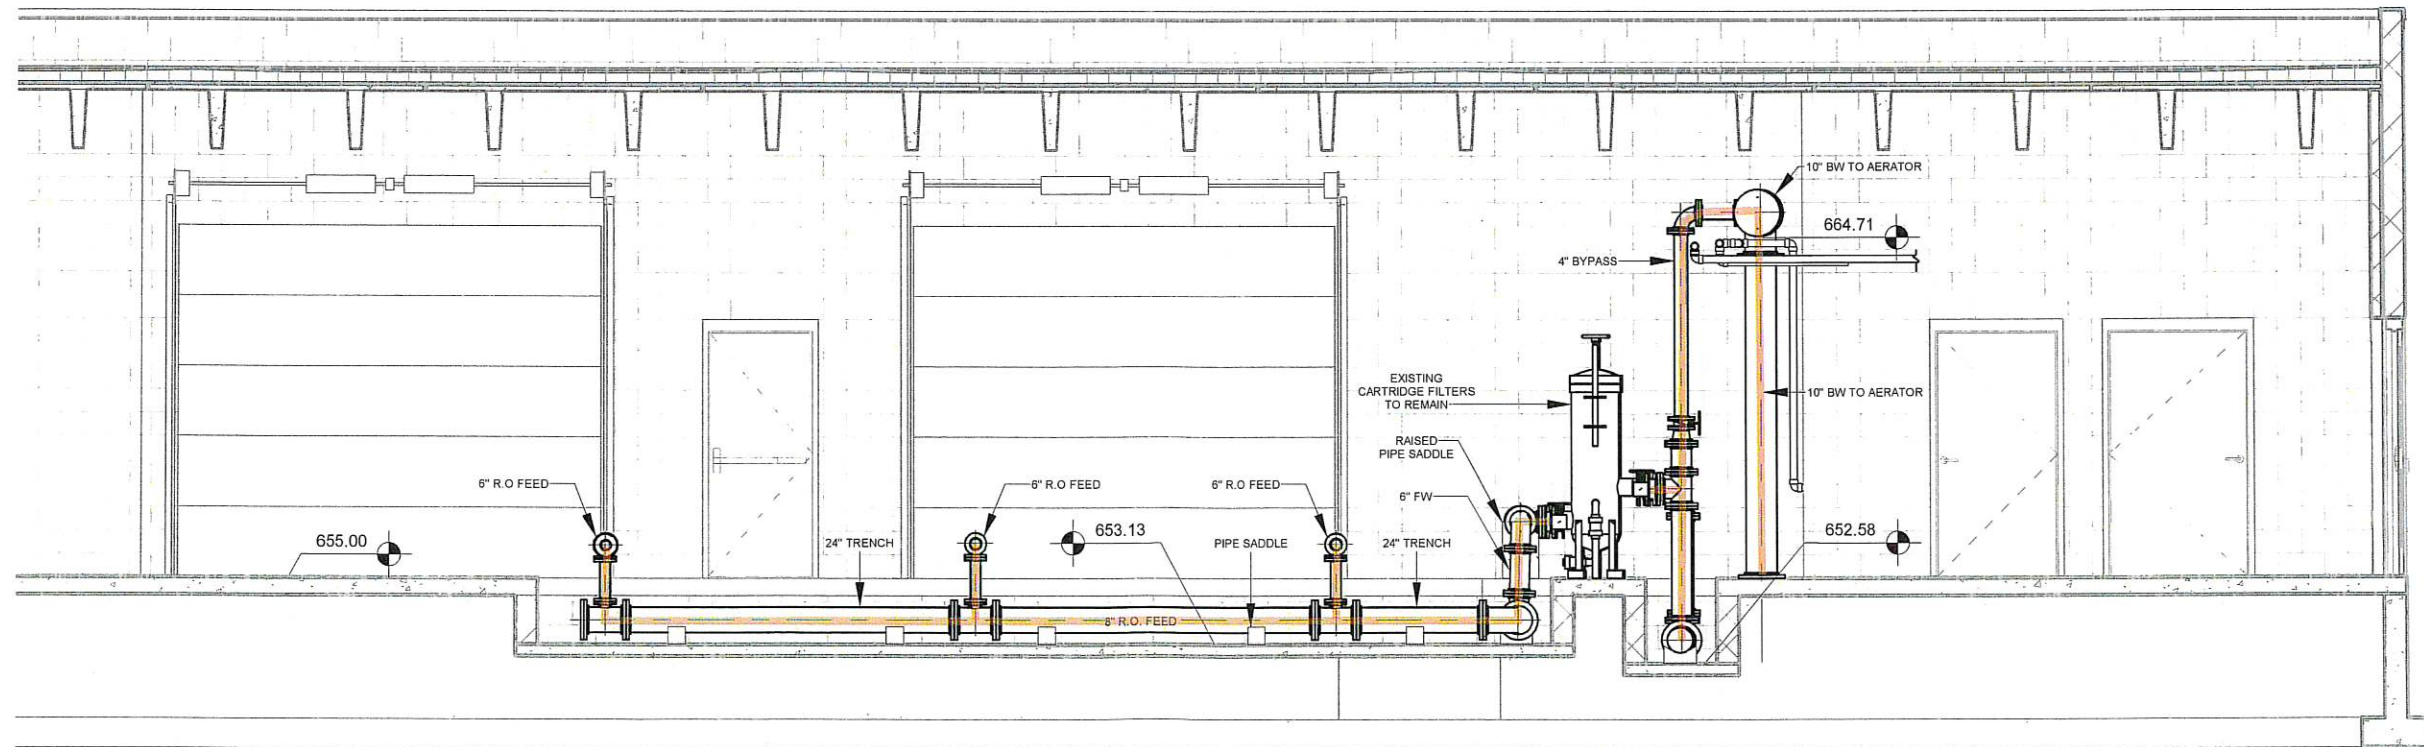 10" BW TO AERATOR
664.71
4" BYPASS
EXISTING
CARTRIDGE FILTERS
TO REMAIN
10" BW TO AERATOR
RAISED
PIPE SADDLE
6" R.O FEED
6" R.O FEED
6" R.O FEED
6" FW
655.00
24" TRENCH
653.13
PIPE SADDLE
24" TRENCH
652.58
8" R.O. FEED